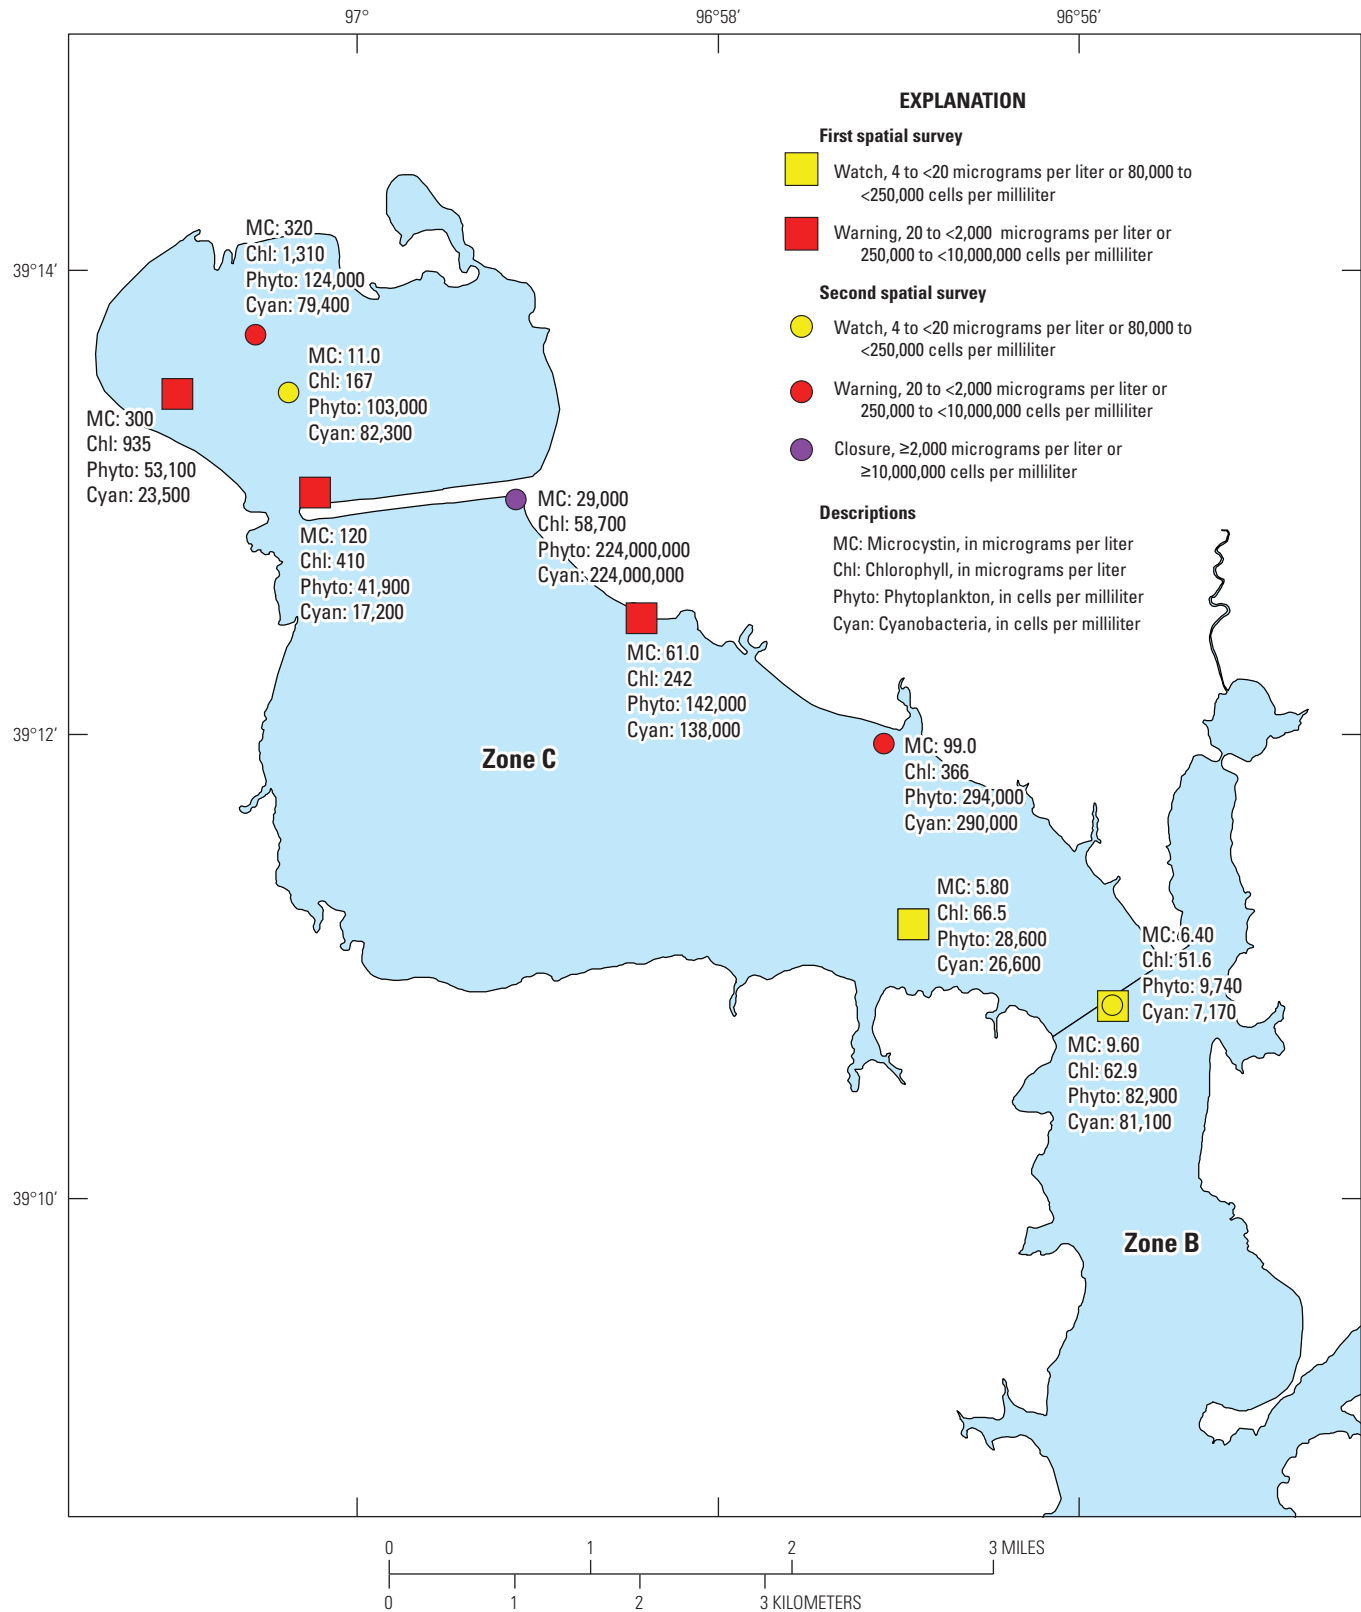 97°
96°58′
96°56′
EXPLANATION
First spatial survey
Watch, 4 to <20 micrograms per liter or 80,000 to
<250,000 cells per milliliter
Warning, 20 to <2,000 micrograms per liter or
250,000 to <10,000,000 cells per milliliter
Second spatial survey
Watch, 4 to <20 micrograms per liter or 80,000 to
<250,000 cells per milliliter
Warning, 20 to <2,000 micrograms per liter or
250,000 to <10,000,000 cells per milliliter
Closure, ≥2,000 micrograms per liter or
≥10,000,000 cells per milliliter
Descriptions
MC: Microcystin, in micrograms per liter
Chl: Chlorophyll, in micrograms per liter
Phyto: Phytoplankton, in cells per milliliter
Cyan: Cyanobacteria, in cells per milliliter
39°14′
MC: 320
Chl: 1,310
Phyto: 124,000
Cyan: 79,400
MC: 11.0
Chl: 167
Phyto: 103,000
Cyan: 82,300
MC: 300
Chl: 935
Phyto: 53,100
Cyan: 23,500
MC: 120
Chl: 410
Phyto: 41,900
Cyan: 17,200
MC: 29,000
Chl: 58,700
Phyto: 224,000,000
Cyan: 224,000,000
MC: 61.0
Chl: 242
Phyto: 142,000
Cyan: 138,000
39°12′
Zone C
MC: 99.0
Chl: 366
Phyto: 294,000
Cyan: 290,000
MC: 5.80
Chl: 66.5
Phyto: 28,600
Cyan: 26,600
MC: 6.40
Chl: 51.6
Phyto: 9,740
Cyan: 7,170
MC: 9.60
Chl: 62.9
Phyto: 82,900
Cyan: 81,100
39°10′
Zone B
0 1 2 3 MILES
0 1 2 3 KILOMETERS